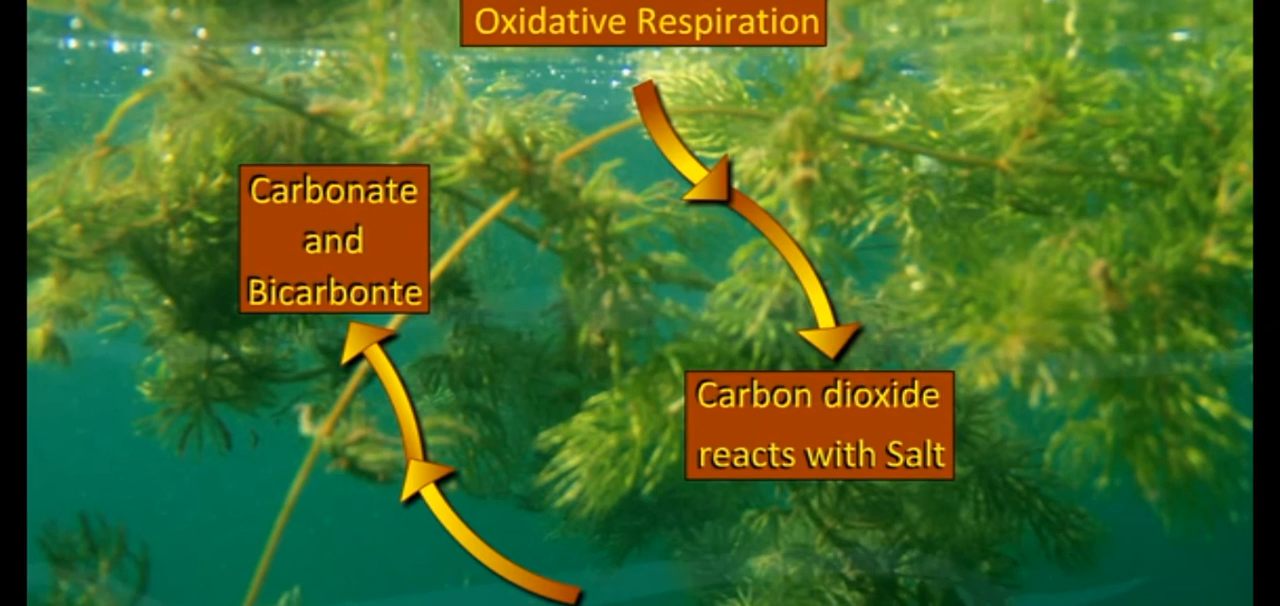 Oxidative Respiration
Carbonate
and
Bicarbonte
Carbon dioxide
reacts with Salt